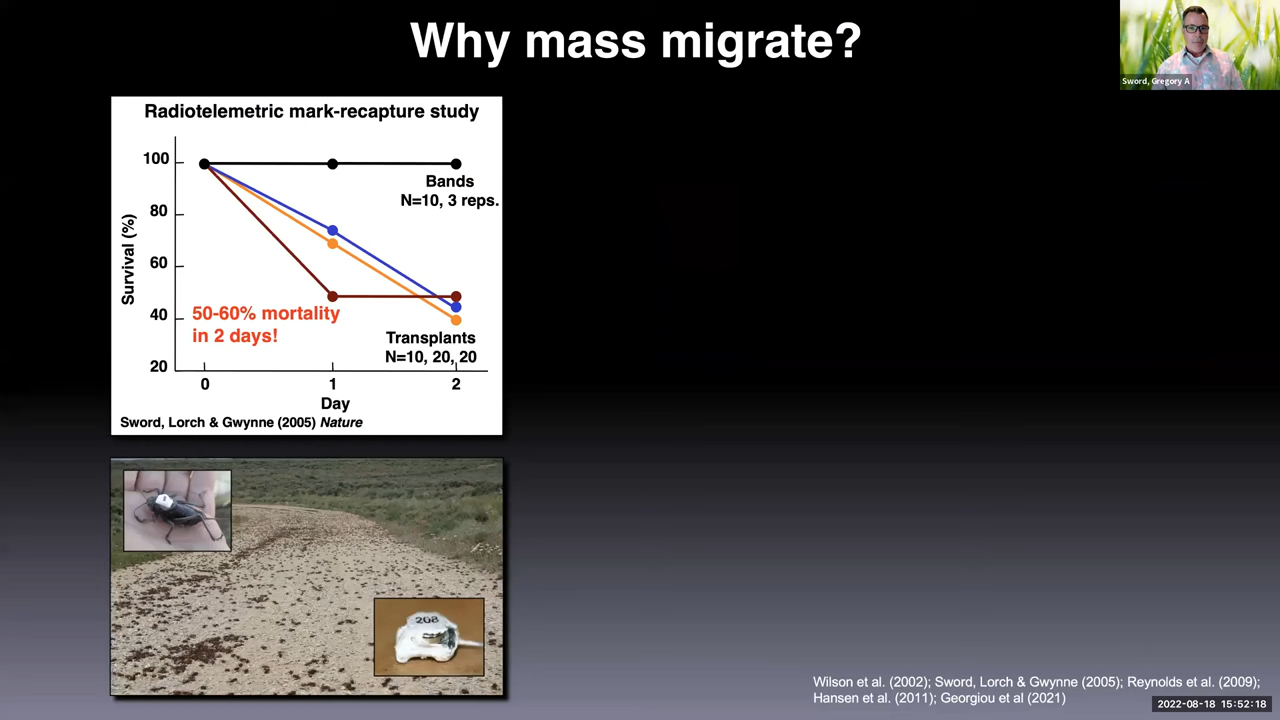 Why mass migrate?
Sword, Gregory A
Radiotelemetric mark-recapture study
100
80
60
40
20
Survival (%)
Bands
N=10, 3 reps.
50-60% mortality
in 2 days!
Transplants
N=10, 20, 20
0 1 2
Day
Sword, Lorch & Gwynne (2005) Nature
208
Wilson et al. (2002); Sword, Lorch & Gwynne (2005); Reynolds et al. (2009);
Hansen et al. (2011); Georgiou et al (2021)
2022-08-18 15:52:18